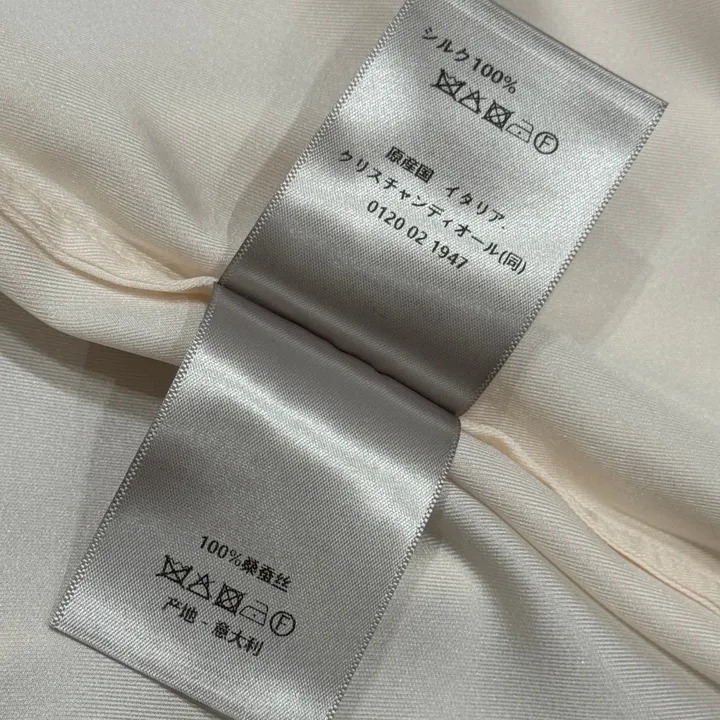 シルク100%
F
原産国 イタリア.
クリスチャンディオール(同)
0120 02 1947
100%桑蚕丝
F
产地 - 意大利